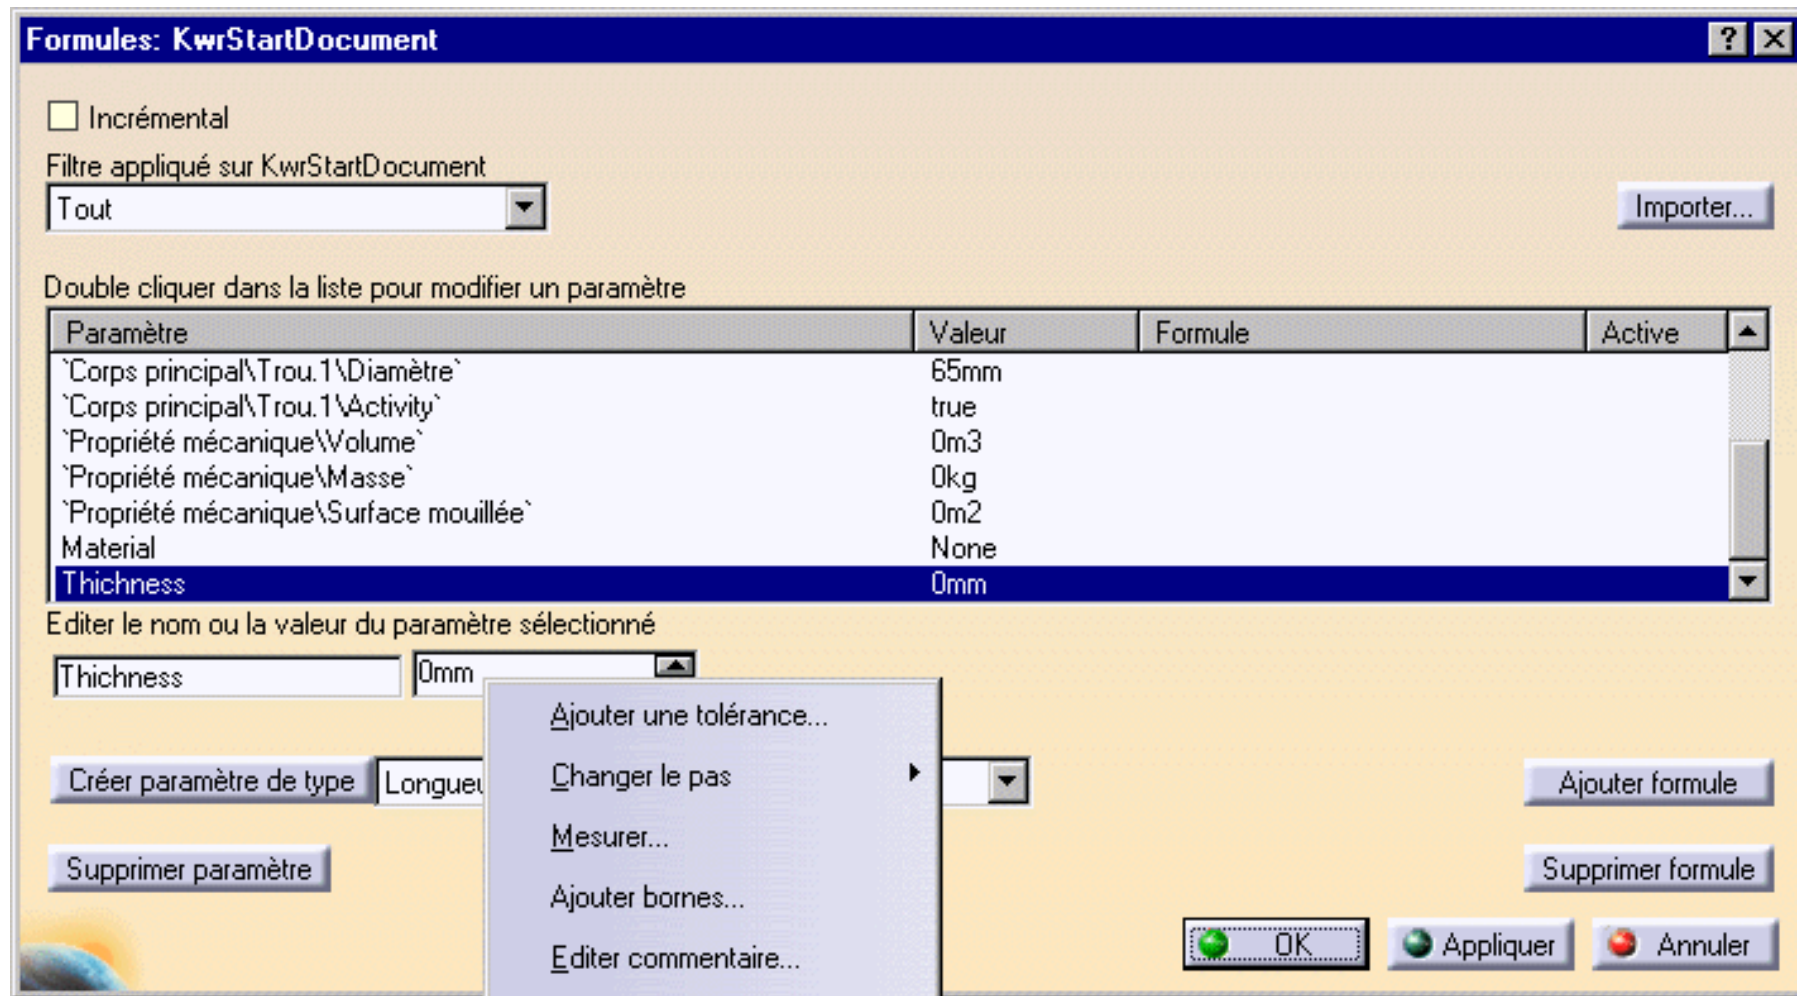 Formules: KwrStartDocument
Incrémental
Filtre appliqué sur KwrStartDocument
Tout
Importer...
Double cliquer dans la liste pour modifier un paramètre
Paramètre Valeur Formule Active
`Corps principal\Trou.1\Diamètre` 65mm
`Corps principal\Trou.1\Activity` true
`Propriété mécanique\Volume` 0m3
`Propriété mécanique\Masse` 0kg
`Propriété mécanique\Surface mouillée` 0m2
Material None
Thichness 0mm
Editer le nom ou la valeur du paramètre sélectionné
Thichness 0mm
Ajouter une tolérance...
Créer paramètre de type Longueu Changer le pas Ajouter formule
Mesurer...
Supprimer paramètre Supprimer formule
Ajouter bornes...
OK Appliquer Annuler
Editer commentaire...